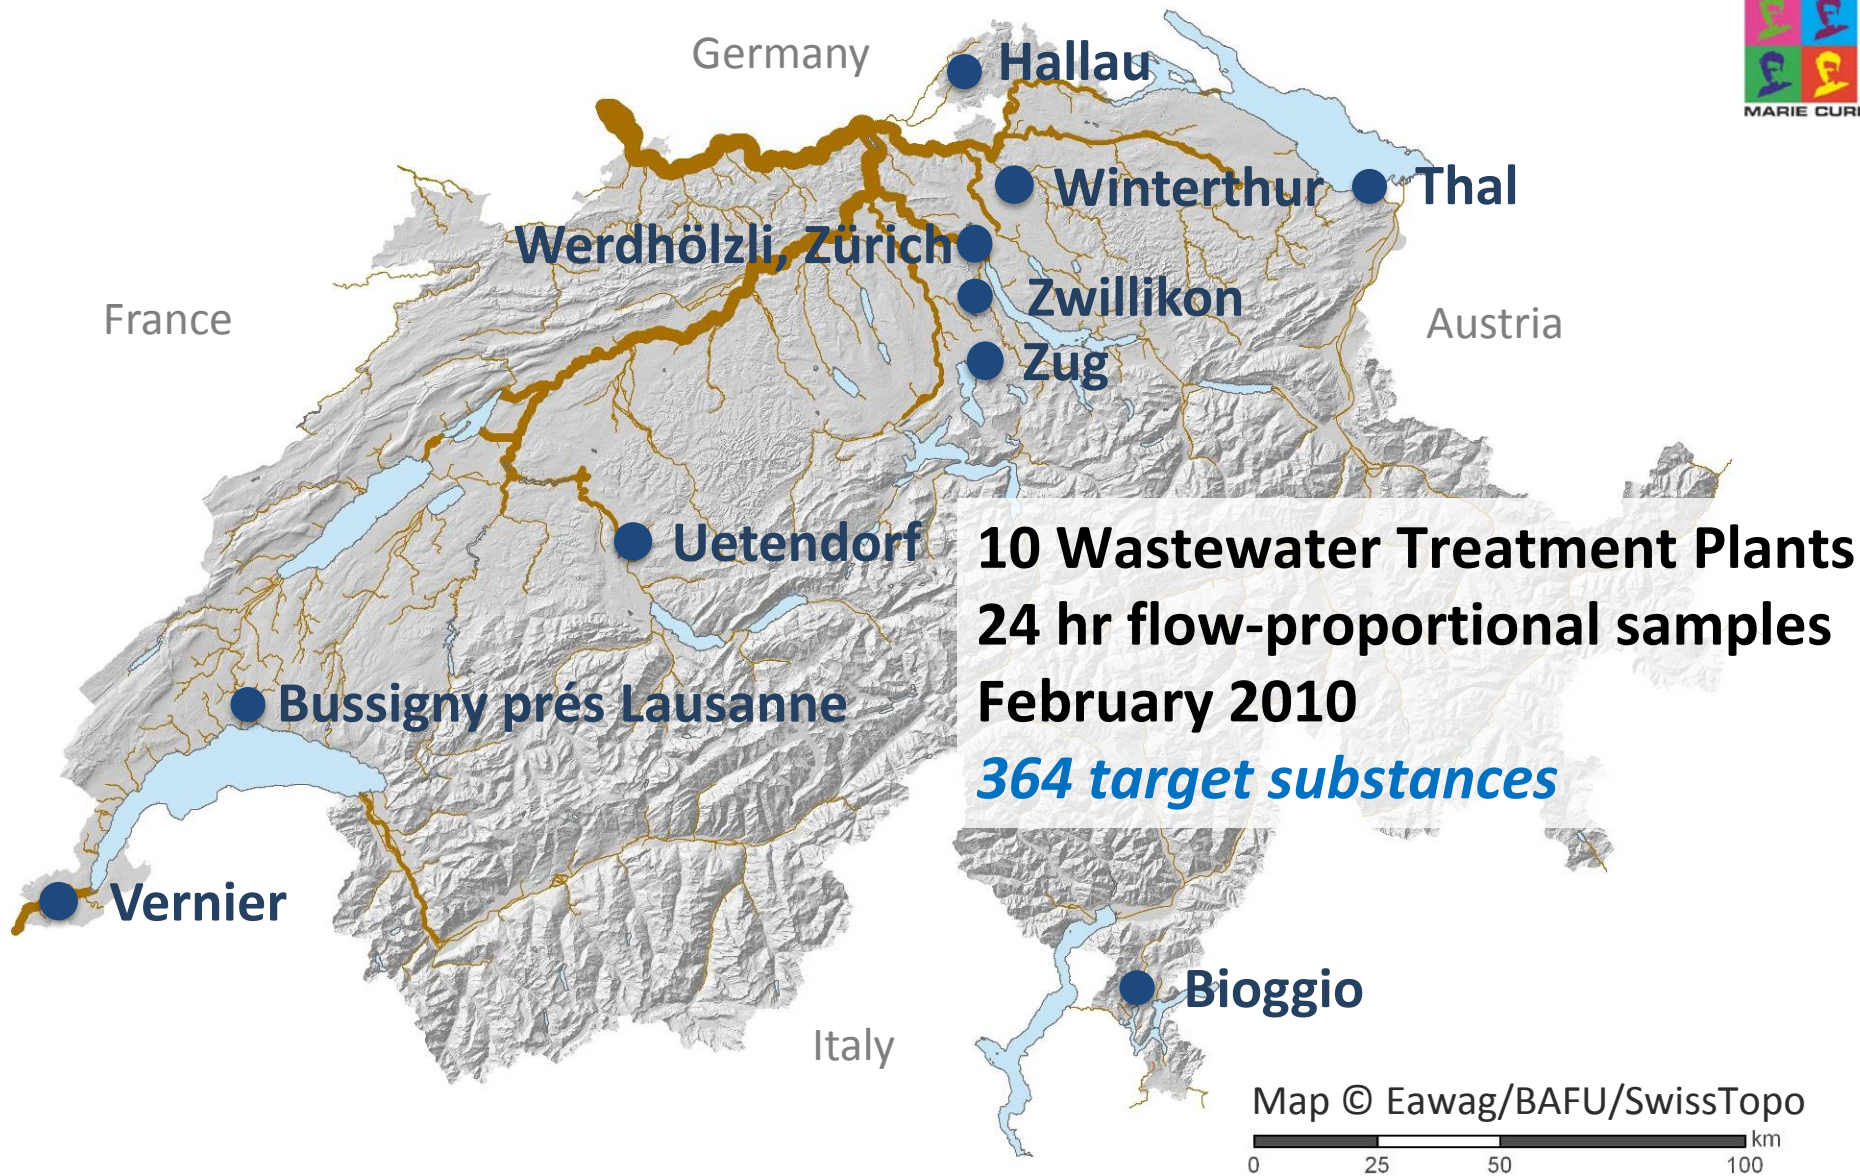 Germany
Hallau
MARIE CURI
Winterthur
Thal
Werdhölzli, Zürich
Zwillikon
France
Austria
Zug
Uetendorf
10 Wastewater Treatment Plants
24 hr flow-proportional samples
February 2010
364 target substances
Bussigny prés Lausanne
Vernier
Bioggio
Italy
Map © Eawag/BAFU/SwissTopo
km
0 25 50 100